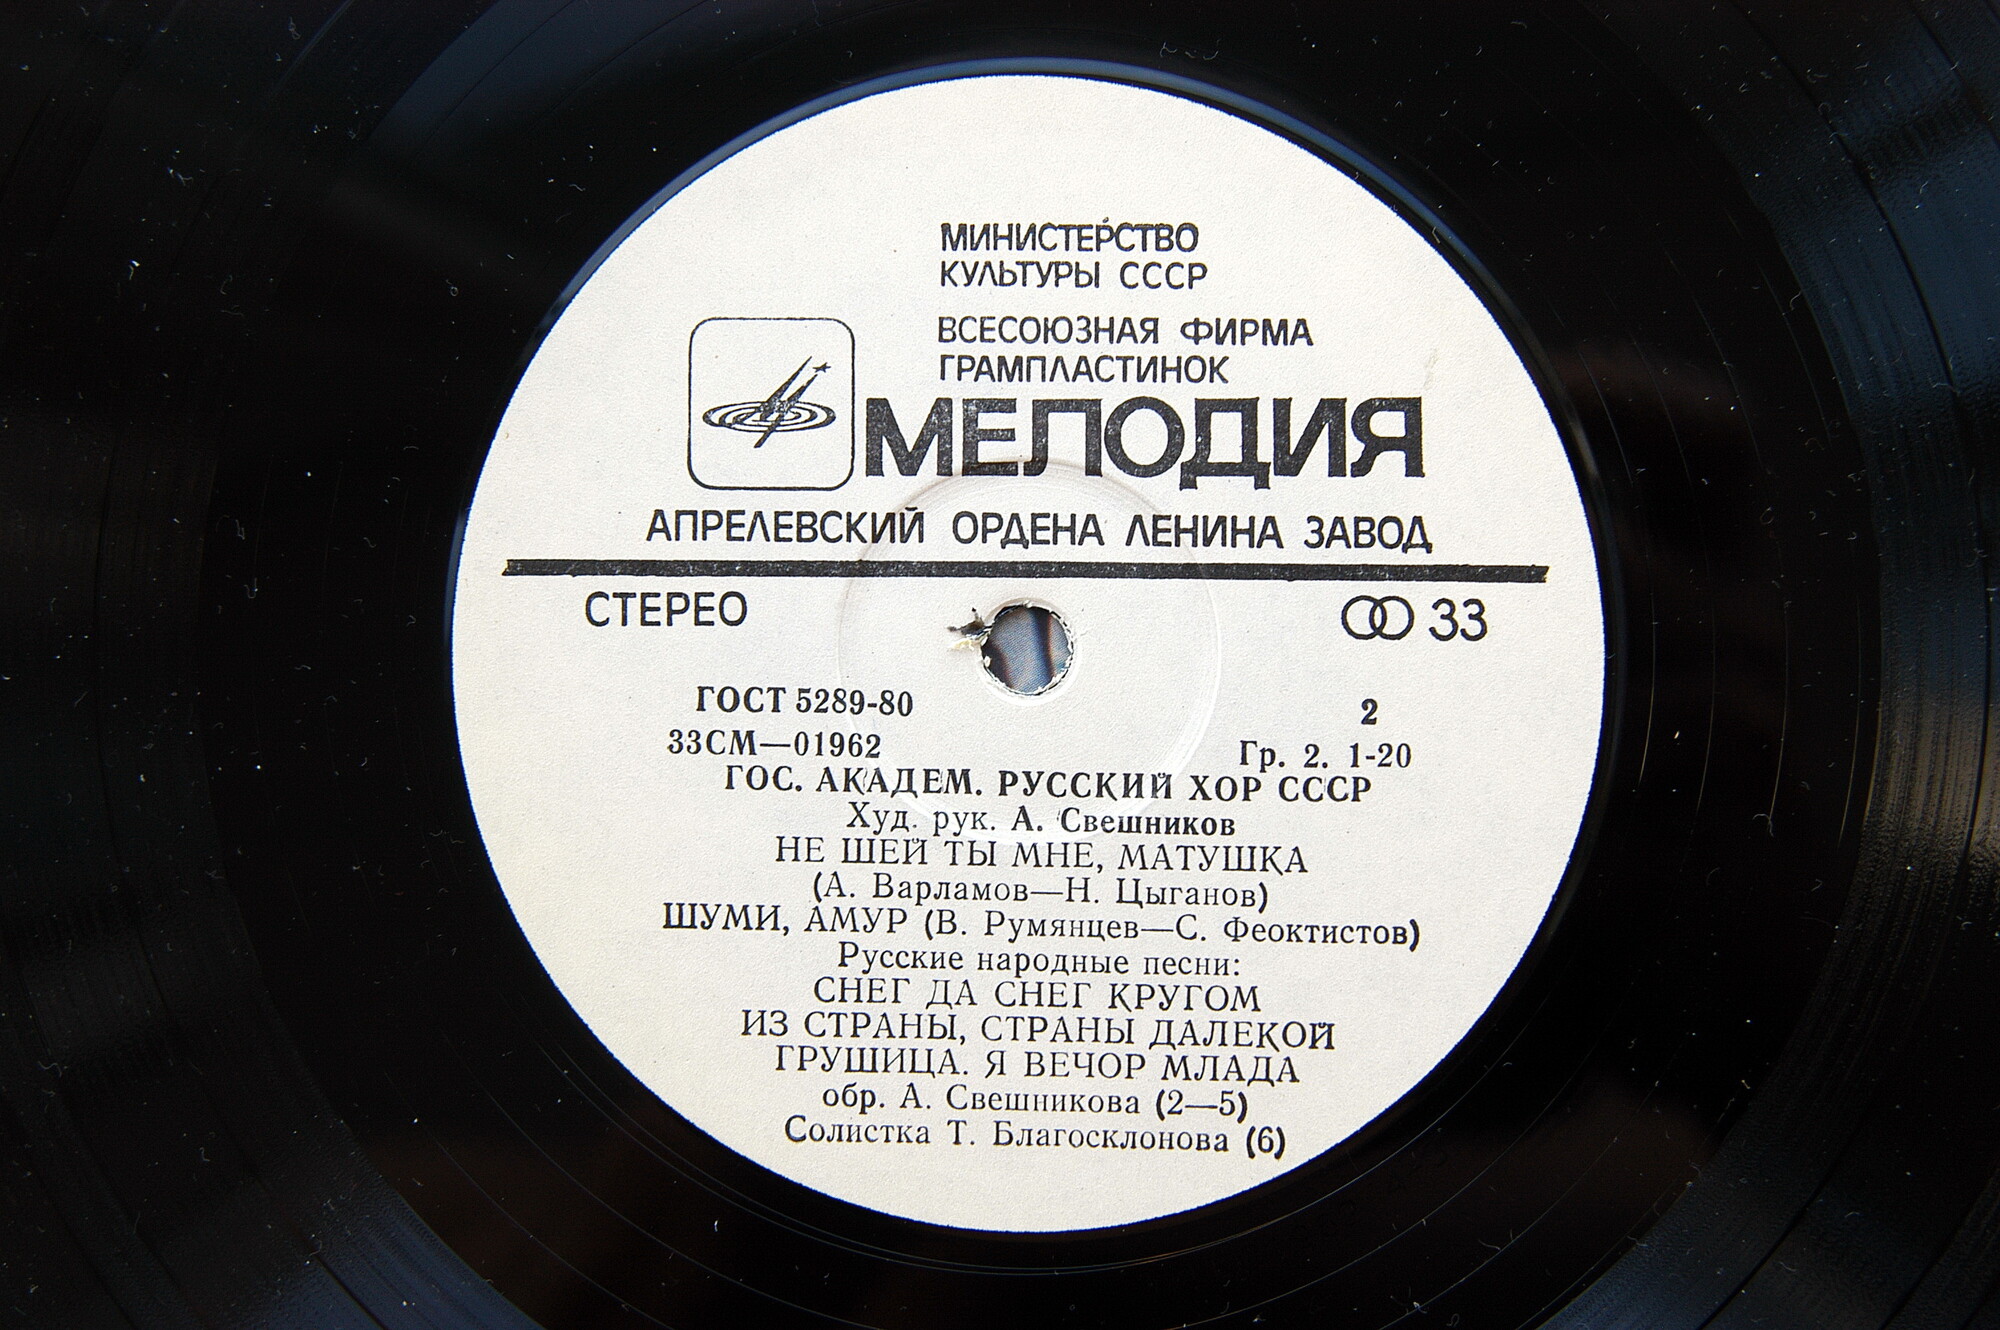 МИНИСТЕРСТВО
КУЛЬТУРЫ СССР
ВСЕСОЮЗНАЯ ФИРМА
ГРАМПЛАСТИНОК
МЕЛОДИЯ
АПРЕЛЕВСКИЙ ОРДЕНА ЛЕНИНА ЗАВОД
СТЕРЕО 33
ГОСТ 5289-80 2
33СМ—01962 Гр. 2. 1-20
ГОС. АКАДЕМ. РУССКИЙ ХОР СССР
Худ. рук. А. Свешников
НЕ ШЕЙ ТЫ МНЕ, МАТУШКА
(А. Варламов—Н. Цыганов)
ШУМИ, АМУР (В. Румянцев—С. Феоктистов)
Русские народные песни:
СНЕГ ДА СНЕГ КРУГОМ
ИЗ СТРАНЫ, СТРАНЫ ДАЛЕКОЙ
ГРУШИЦА. Я ВЕЧОР МЛАДА
обр. А. Свешникова (2—5)
Солистка Т. Благосклонова (6)